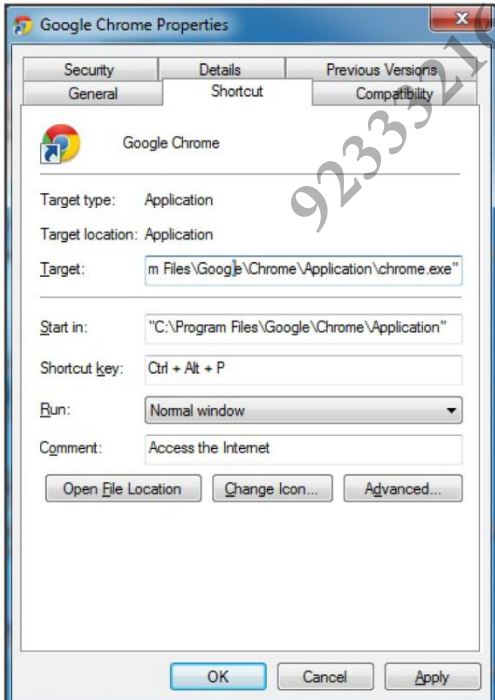 Google Chrome Properties
x
Security Details Previous Versions
General Shortcut Compatibility
Google Chrome
Target type: Application
Target location: Application
Target: m Files\Google\Chrome\Application\chrome.exe"
Start in: "C:\Program Files\Google\Chrome\Application"
Shortcut key: Ctrl + Alt + P
Run: Normal window
Comment: Access the Internet
Open File Location Change Icon... Advanced...
OK Cancel Apply